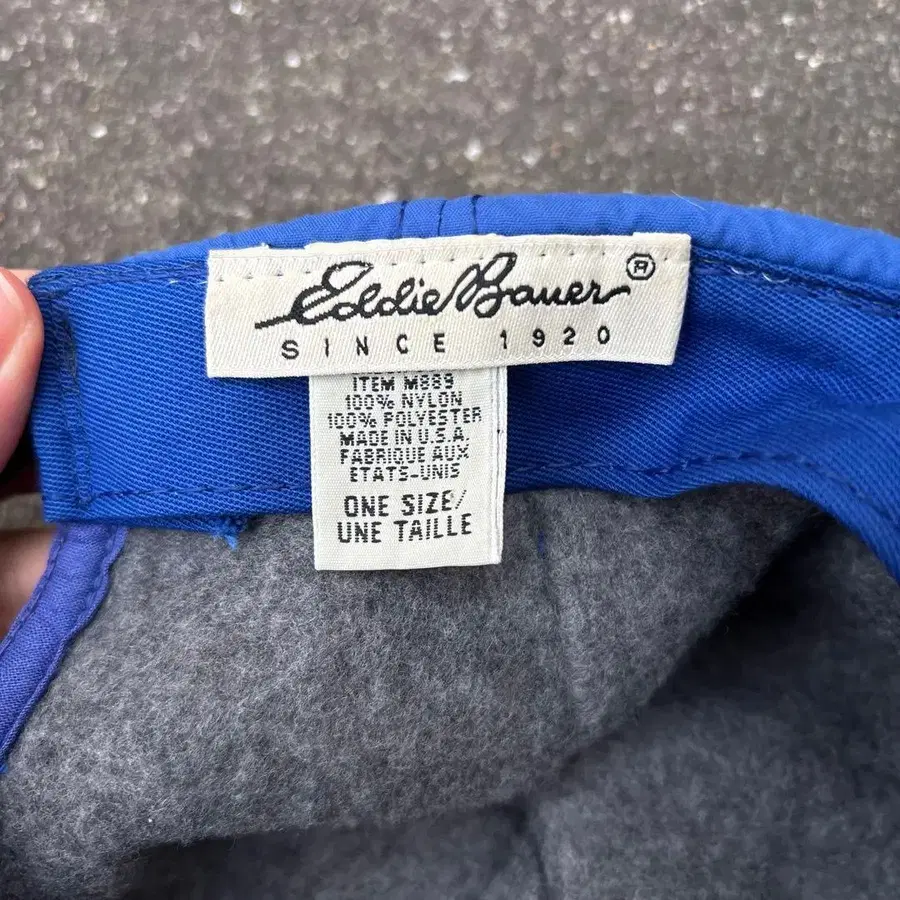 Eddie Bauer®
SINCE 1920
ITEM M889
100% NYLON
100% POLYESTER
MADE IN U.S.A.
FABRIQUE AUX
ETATS-UNIS
ONE SIZE/
UNE TAILLE